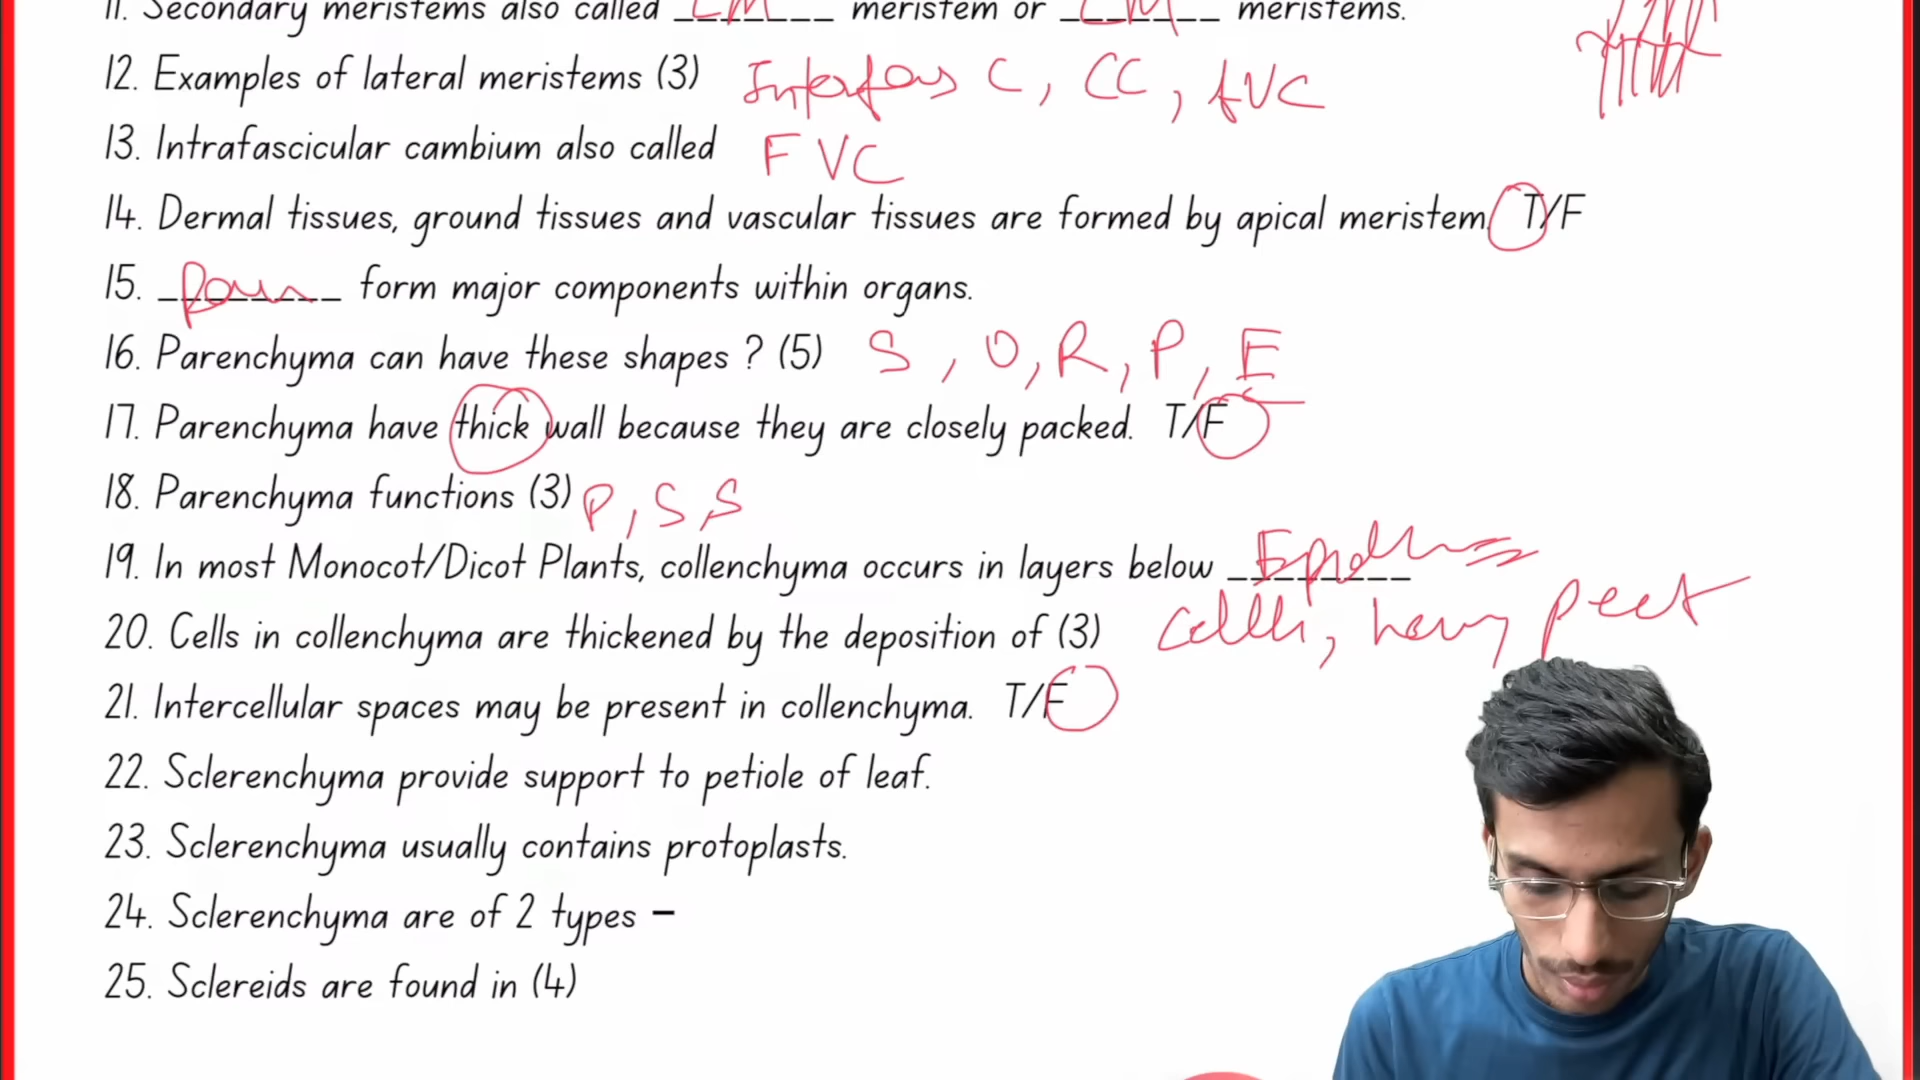 11. Secondary meristems also called _______ meristem or _______ meristems.
12. Examples of lateral meristems (3) C, CC, fVC
13. Intrafascicular cambium also called FVC
14. Dermal tissues, ground tissues and vascular tissues are formed by apical meristem. T/F
15. ________ form major components within organs.
16. Parenchyma can have these shapes ? (5) S, O, R, P, E
17. Parenchyma have thick wall because they are closely packed. T/F
18. Parenchyma functions (3) P, S, S
19. In most Monocot/Dicot Plants, collenchyma occurs in layers below ________
20. Cells in collenchyma are thickened by the deposition of (3)
21. Intercellular spaces may be present in collenchyma. T/F
22. Sclerenchyma provide support to petiole of leaf.
23. Sclerenchyma usually contains protoplasts.
24. Sclerenchyma are of 2 types –
25. Sclereids are found in (4)